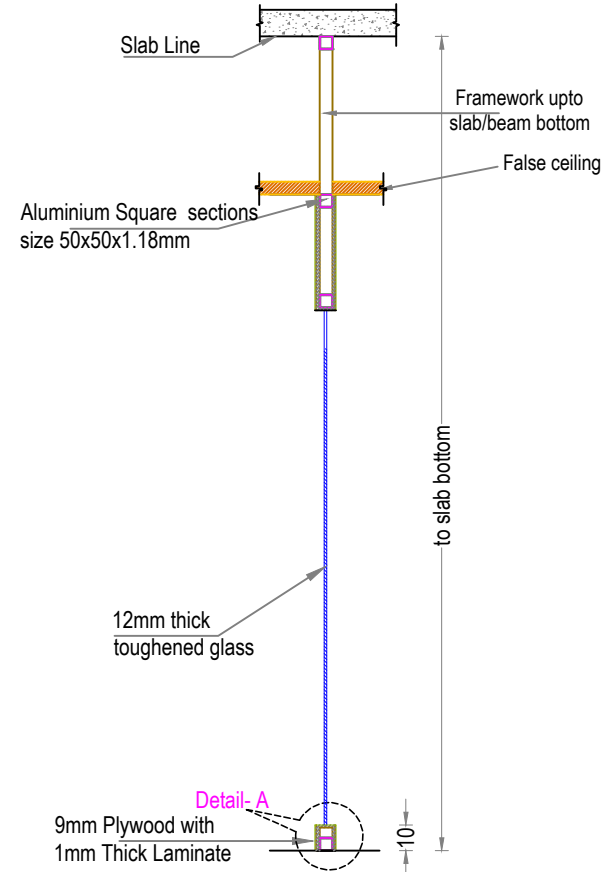 Slab Line
Framework upto
slab/beam bottom
False ceiling
Aluminium Square sections
size 50x50x1.18mm
to slab bottom
12mm thick
toughened glass
Detail- A
9mm Plywood with
1mm Thick Laminate
10